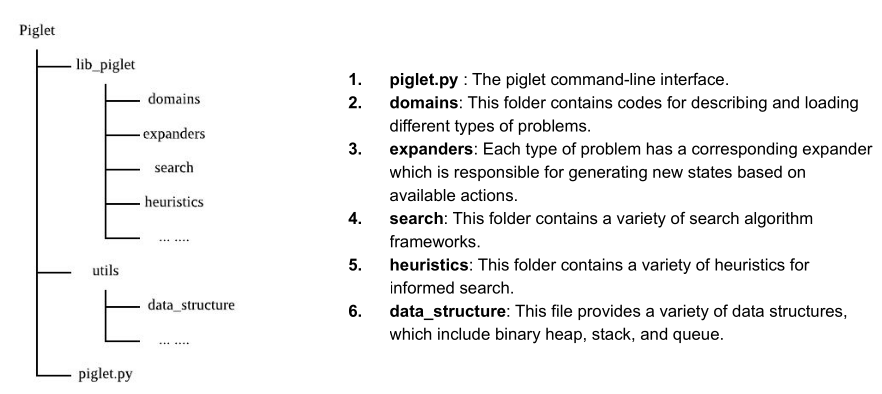 Piglet
lib_piglet
domains
expanders
search
heuristics
... ....
utils
data_structure
... ....
piglet.py
1. piglet.py : The piglet command-line interface.
2. domains: This folder contains codes for describing and loading
different types of problems.
3. expanders: Each type of problem has a corresponding expander
which is responsible for generating new states based on
available actions.
4. search: This folder contains a variety of search algorithm
frameworks.
5. heuristics: This folder contains a variety of heuristics for
informed search.
6. data_structure: This file provides a variety of data structures,
which include binary heap, stack, and queue.